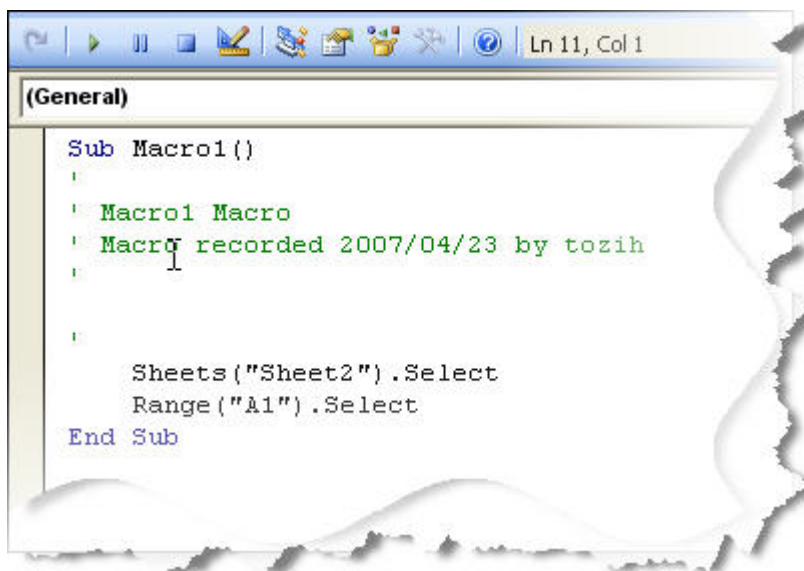 Ln 11, Col 1
(General)
Sub Macro1()
'
' Macro1 Macro
' Macro recorded 2007/04/23 by tozih
'

'
    Sheets("Sheet2").Select
    Range("A1").Select
End Sub